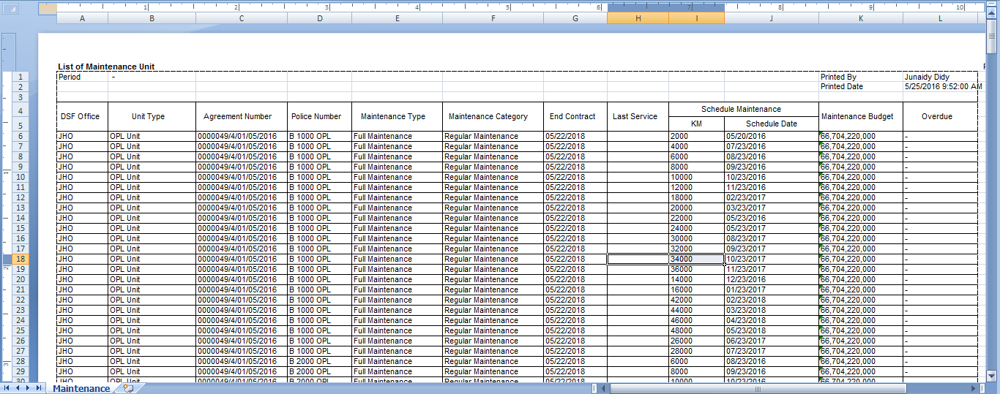 1 2 3 4 5 6 7 8 9 10
A B C D E F G H I J K L
List of Maintenance Unit
1 Period - Printed By Junaidy Didy
2 Printed Date 5/25/2016 9:52:00 AM
3
4 DSF Office Unit Type Agreement Number Police Number Maintenance Type Maintenance Category End Contract Last Service Schedule Maintenance Maintenance Budget Overdue
5 KM Schedule Date
6 JHO OPL Unit 0000049/4/01/05/2016 B 1000 OPL Full Maintenance Regular Maintenance 05/22/2018 2000 05/20/2016 66,704,220,000 -
7 JHO OPL Unit 0000049/4/01/05/2016 B 1000 OPL Full Maintenance Regular Maintenance 05/22/2018 4000 07/23/2016 66,704,220,000 -
8 JHO OPL Unit 0000049/4/01/05/2016 B 1000 OPL Full Maintenance Regular Maintenance 05/22/2018 6000 08/23/2016 66,704,220,000 -
9 JHO OPL Unit 0000049/4/01/05/2016 B 1000 OPL Full Maintenance Regular Maintenance 05/22/2018 8000 09/23/2016 66,704,220,000 -
10 JHO OPL Unit 0000049/4/01/05/2016 B 1000 OPL Full Maintenance Regular Maintenance 05/22/2018 10000 10/23/2016 66,704,220,000 -
11 JHO OPL Unit 0000049/4/01/05/2016 B 1000 OPL Full Maintenance Regular Maintenance 05/22/2018 12000 11/23/2016 66,704,220,000 -
12 JHO OPL Unit 0000049/4/01/05/2016 B 1000 OPL Full Maintenance Regular Maintenance 05/22/2018 18000 02/23/2017 66,704,220,000 -
13 JHO OPL Unit 0000049/4/01/05/2016 B 1000 OPL Full Maintenance Regular Maintenance 05/22/2018 20000 03/23/2017 66,704,220,000 -
14 JHO OPL Unit 0000049/4/01/05/2016 B 1000 OPL Full Maintenance Regular Maintenance 05/22/2018 22000 05/23/2016 66,704,220,000 -
15 JHO OPL Unit 0000049/4/01/05/2016 B 1000 OPL Full Maintenance Regular Maintenance 05/22/2018 24000 05/23/2017 66,704,220,000 -
16 JHO OPL Unit 0000049/4/01/05/2016 B 1000 OPL Full Maintenance Regular Maintenance 05/22/2018 30000 08/23/2017 66,704,220,000 -
17 JHO OPL Unit 0000049/4/01/05/2016 B 1000 OPL Full Maintenance Regular Maintenance 05/22/2018 32000 09/23/2017 66,704,220,000 -
18 JHO OPL Unit 0000049/4/01/05/2016 B 1000 OPL Full Maintenance Regular Maintenance 05/22/2018 34000 10/23/2017 66,704,220,000 -
19 JHO OPL Unit 0000049/4/01/05/2016 B 1000 OPL Full Maintenance Regular Maintenance 05/22/2018 36000 11/23/2017 66,704,220,000 -
20 JHO OPL Unit 0000049/4/01/05/2016 B 1000 OPL Full Maintenance Regular Maintenance 05/22/2018 14000 12/23/2016 66,704,220,000 -
21 JHO OPL Unit 0000049/4/01/05/2016 B 1000 OPL Full Maintenance Regular Maintenance 05/22/2018 16000 01/23/2017 66,704,220,000 -
22 JHO OPL Unit 0000049/4/01/05/2016 B 1000 OPL Full Maintenance Regular Maintenance 05/22/2018 42000 02/23/2018 66,704,220,000 -
23 JHO OPL Unit 0000049/4/01/05/2016 B 1000 OPL Full Maintenance Regular Maintenance 05/22/2018 44000 03/23/2018 66,704,220,000 -
24 JHO OPL Unit 0000049/4/01/05/2016 B 1000 OPL Full Maintenance Regular Maintenance 05/22/2018 46000 04/23/2018 66,704,220,000 -
25 JHO OPL Unit 0000049/4/01/05/2016 B 1000 OPL Full Maintenance Regular Maintenance 05/22/2018 48000 05/23/2018 66,704,220,000 -
26 JHO OPL Unit 0000049/4/01/05/2016 B 1000 OPL Full Maintenance Regular Maintenance 05/22/2018 26000 06/23/2017 66,704,220,000 -
27 JHO OPL Unit 0000049/4/01/05/2016 B 1000 OPL Full Maintenance Regular Maintenance 05/22/2018 28000 07/23/2017 66,704,220,000 -
28 JHO OPL Unit 0000049/4/01/05/2016 B 2000 OPL Full Maintenance Regular Maintenance 05/22/2018 6000 08/23/2016 66,704,220,000 -
29 JHO OPL Unit 0000049/4/01/05/2016 B 2000 OPL Full Maintenance Regular Maintenance 05/22/2018 8000 09/23/2016 66,704,220,000 -
30 JHO OPL Unit 0000049/4/01/05/2016 B 2000 OPL Full Maintenance Regular Maintenance 05/22/2018 10000 10/23/2016 66,704,220,000 -
Maintenance